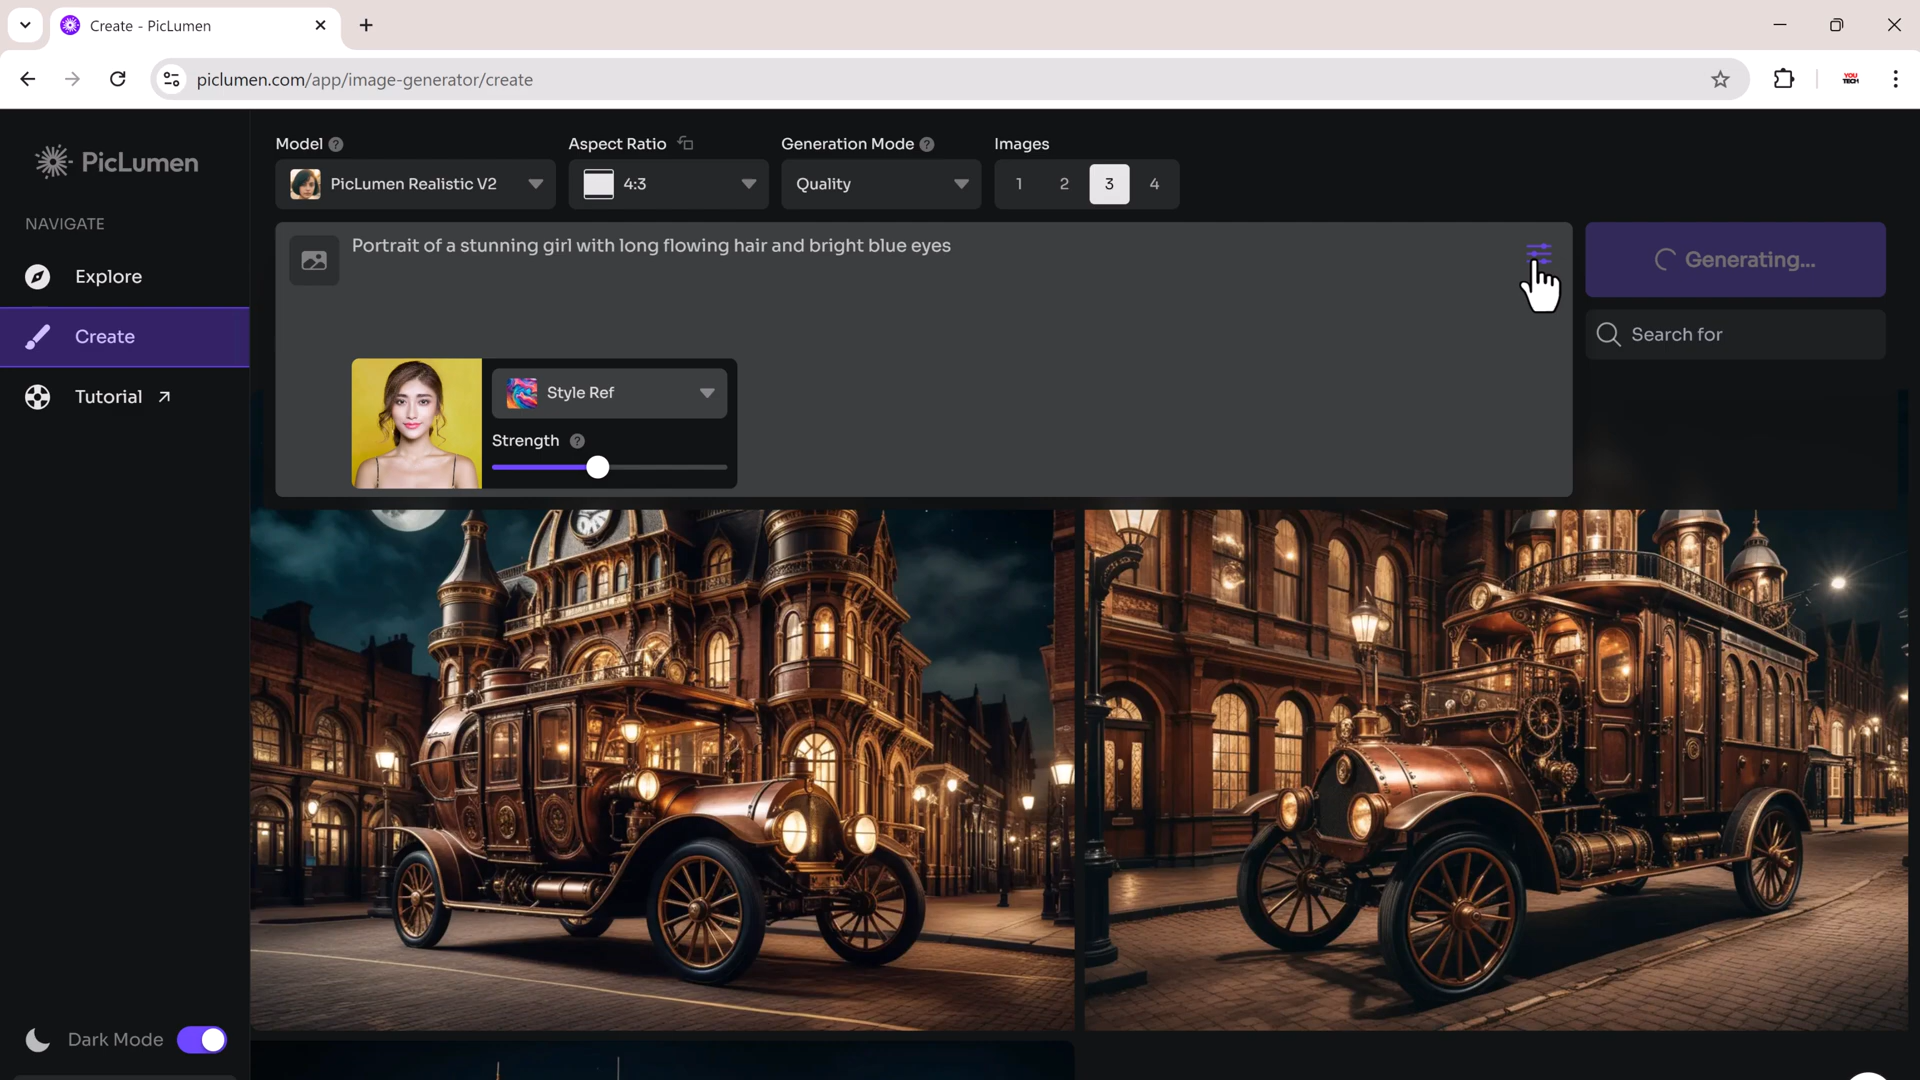 Create - PicLumen
piclumen.com/app/image-generator/create
YOU
TECH
PicLumen
NAVIGATE
Explore
Create
Tutorial
Dark Mode
Model ?
Aspect Ratio
Generation Mode ?
Images
PicLumen Realistic V2
4:3
Quality
1 2 3 4
Portrait of a stunning girl with long flowing hair and bright blue eyes
Generating...
Search for
Style Ref
Strength ?